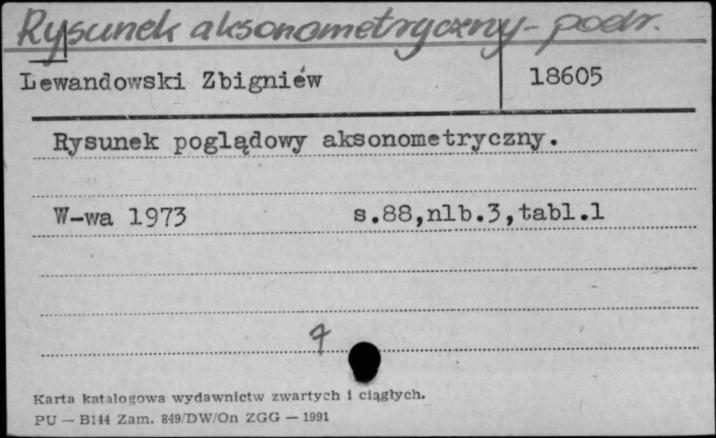 Rysunek aksonometryczny - podr.
Lewandowski Zbigniew 18605
Rysunek poglądowy aksonometryczny.
W-wa 1973 s.88,nlb.3,tabl.1
4
Karta katalogowa wydawnictw zwartych i ciągłych.
PU — B144 Zam. 849/DW/On ZGG — 1991